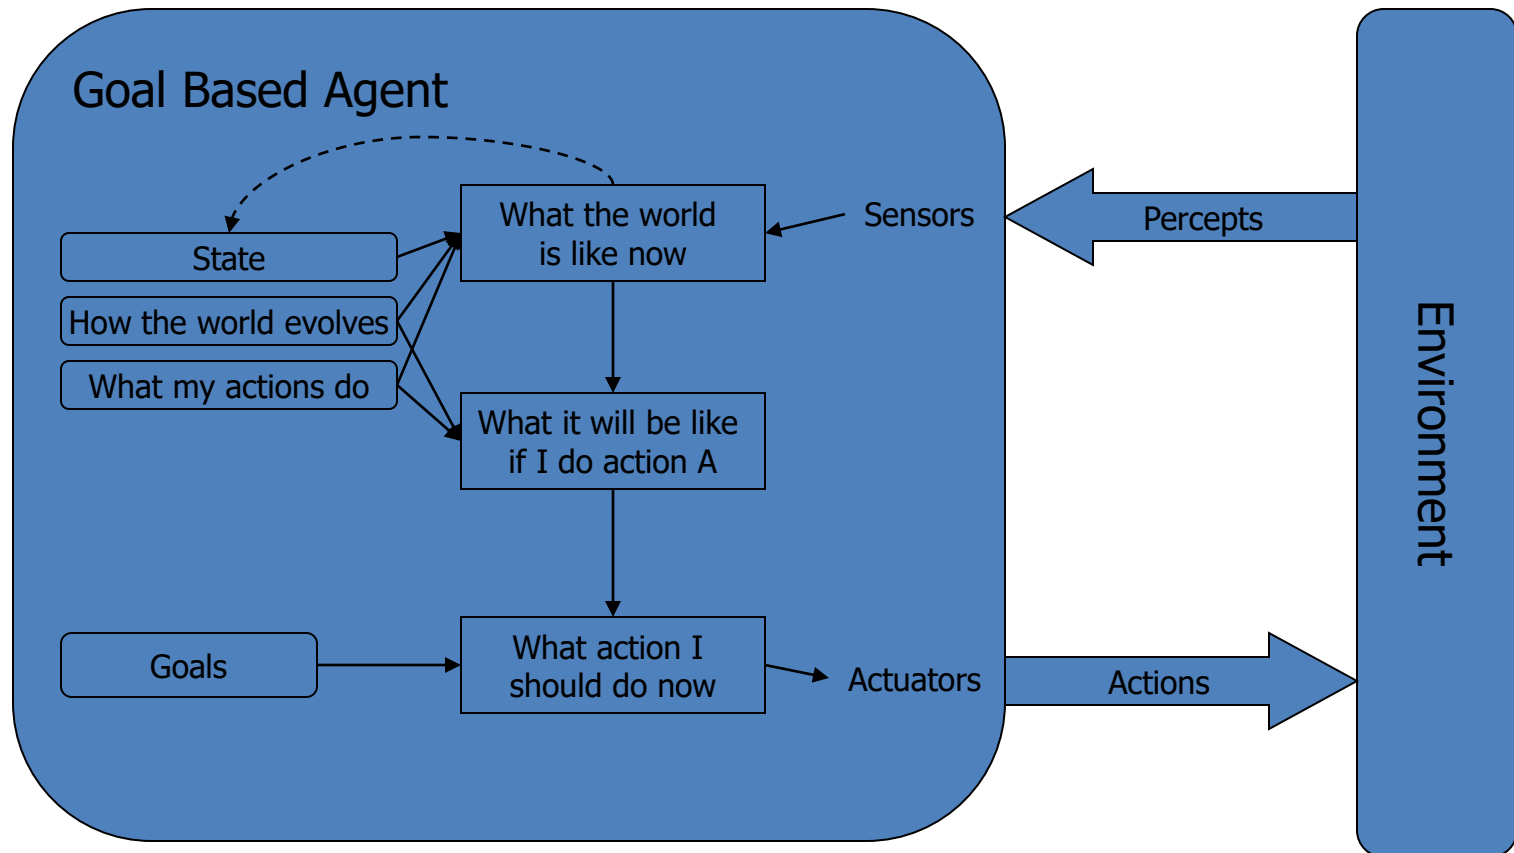 Goal Based Agent
What the world
is like now
Sensors
Percepts
State
How the world evolves
What my actions do
What it will be like
if I do action A
Goals
What action I
should do now
Actuators
Actions
Environment